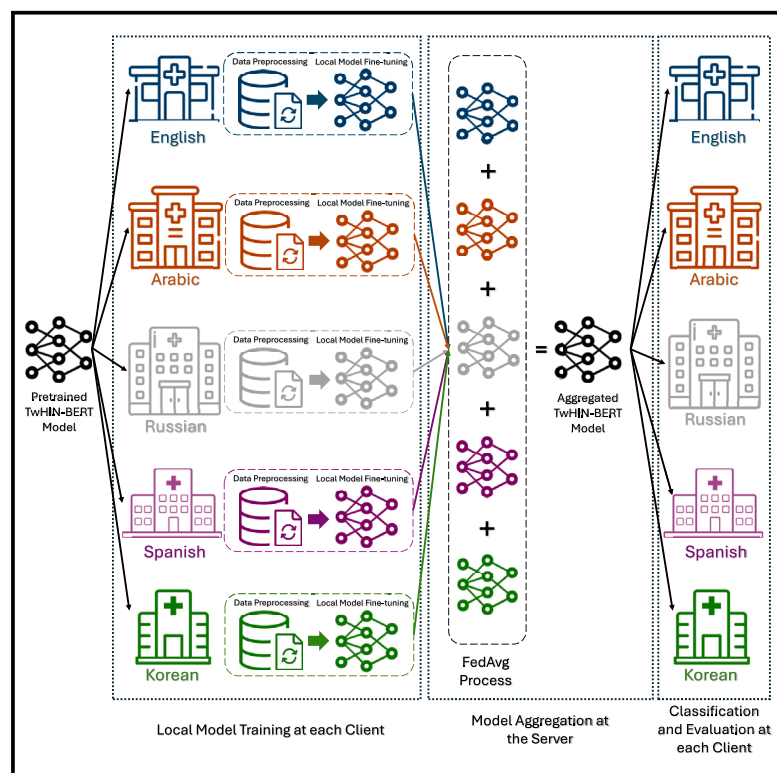 Data Preprocessing Local Model Fine-tuning
English
Data Preprocessing Local Model Fine-tuning
Arabic
Data Preprocessing Local Model Fine-tuning
Russian
Data Preprocessing Local Model Fine-tuning
Spanish
Data Preprocessing Local Model Fine-tuning
Korean
Pretrained
TwHIN-BERT
Model
+
+
+
+
FedAvg
Process
=
Aggregated
TwHIN-BERT
Model
English
Arabic
Russian
Spanish
Korean
Local Model Training at each Client
Model Aggregation at
the Server
Classification
and Evaluation at
each Client